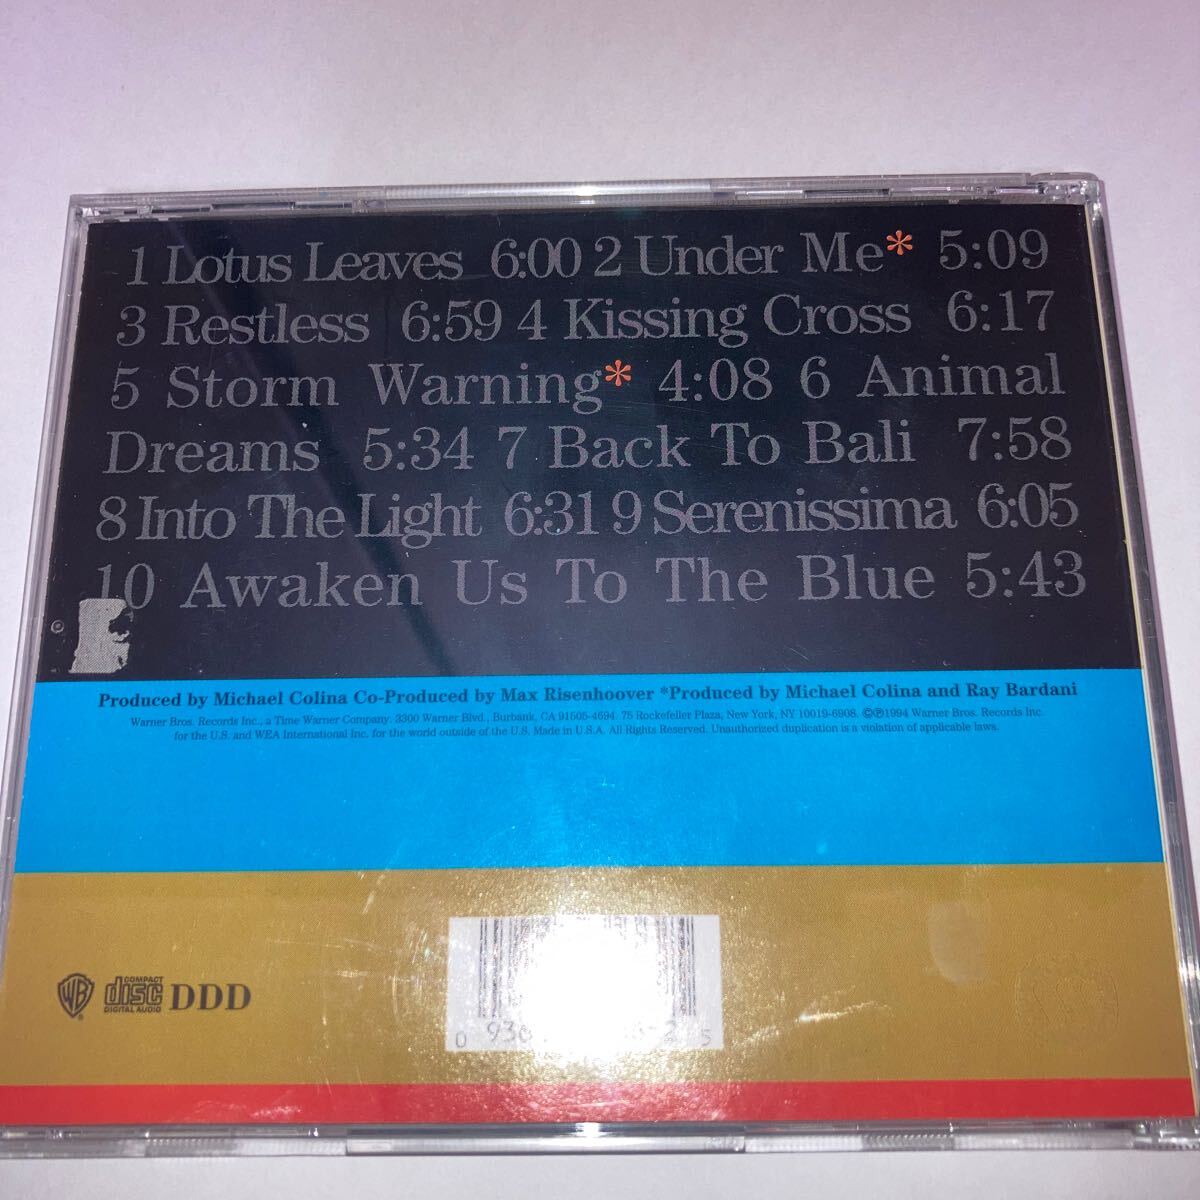 1 Lotus Leaves 6:00 2 Under Me* 5:09
3 Restless 6:59 4 Kissing Cross 6:17
5 Storm Warning* 4:08 6 Animal
Dreams 5:34 7 Back To Bali 7:58
8 Into The Light 6:31 9 Serenissima 6:05
10 Awaken Us To The Blue 5:43
Produced by Michael Colina Co-Produced by Max Risenhoover *Produced by Michael Colina and Ray Bardani
Warner Bros. Records Inc., a Time Warner Company. 3300 Warner Blvd., Burbank, CA 91505-4694. 75 Rockefeller Plaza, New York, NY 10019-6908. ©℗1994 Warner Bros. Records Inc.
for the U.S. and WEA International Inc. for the world outside of the U.S. Made in U.S.A. All Rights Reserved. Unauthorized duplication is a violation of applicable laws.
WB
®
COMPACT
disc
DIGITAL AUDIO
DDD
0 5